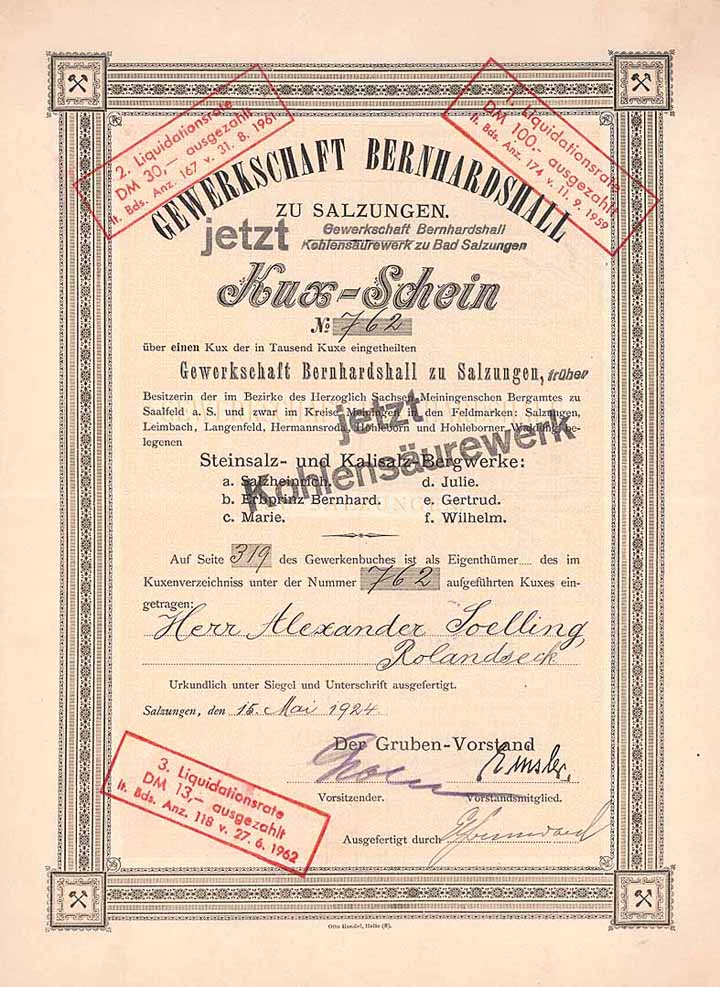 2. Liquidationsrate
DM 30,— ausgezahlt
lt. Bds. Anz. 167 v. 31. 8. 1961
1. Liquidationsrate
DM 100.- ausgezahlt
lt. Bds. Anz. 174 v. 11. 9. 1959
GEWERKSCHAFT BERNHARDSHALL
ZU SALZUNGEN.
jetzt Gewerkschaft Bernhardshall
Kohlensäurewerk zu Bad Salzungen
Kux-Schein
No 762
über einen Kux der in Tausend Kuxe eingetheilten
Gewerkschaft Bernhardshall zu Salzungen, früher
Besitzerin der im Bezirke des Herzoglich Sachsen Meiningenschen Bergamtes zu
Saalfeld a. S. und zwar im Kreise Meiningen in den Feldmarken: Salzungen,
Leimbach, Langenfeld, Hermannsroda, Hohleborn und Hohleborner Waldung be-
legenen
jetzt
Kohlensäurewerk
Steinsalz- und Kalisalz-Bergwerke:
a. Salzheinrich. d. Julie.
b. Erbprinz Bernhard. e. Gertrud.
c. Marie. f. Wilhelm.
Auf Seite 319 des Gewerkenbuches ist als Eigenthümer..... des im
Kuxenverzeichniss unter der Nummer 762 aufgeführten Kuxes ein-
getragen:
Herr Alexander Soelling,
Rolandseck
Urkundlich unter Siegel und Unterschrift ausgefertigt.
Salzungen, den 15. Mai 1924.
Der Gruben-Vorstand
Vorsitzender. Vorstandsmitglied.
Ausgefertigt durch
3. Liquidationsrate
DM 13,— ausgezahlt
lt. Bds. Anz. 118 v. 27. 6. 1962
Otto Hendel, Halle (S).